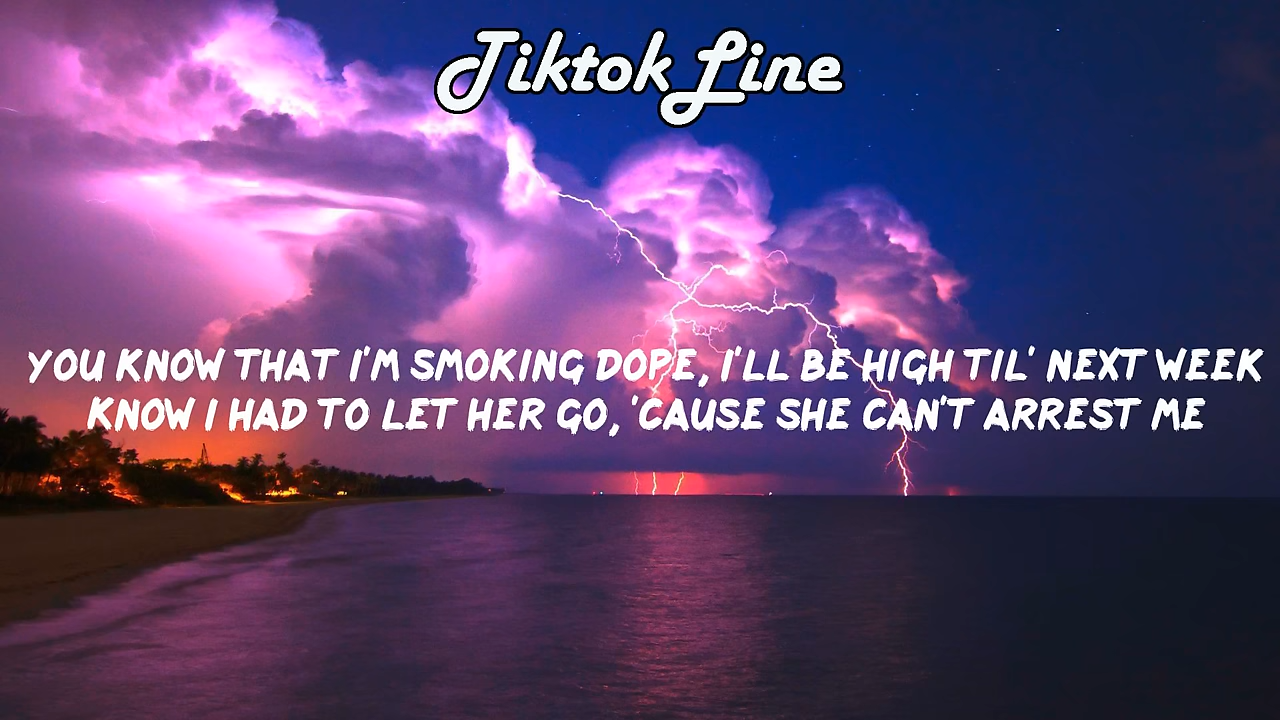 Tiktok Line
YOU KNOW THAT I'M SMOKING DOPE, I'LL BE HIGH TIL' NEXT WEEK
KNOW I HAD TO LET HER GO, 'CAUSE SHE CAN'T ARREST ME